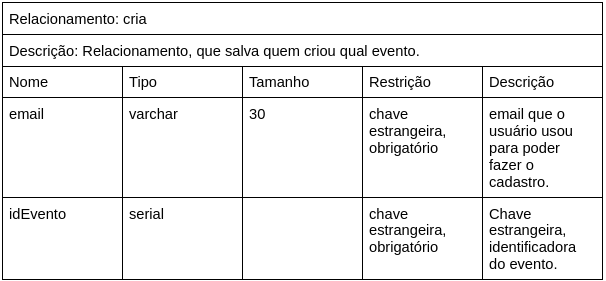 Relacionamento: cria
Descrição: Relacionamento, que salva quem criou qual evento.
Nome Tipo Tamanho Restrição Descrição
email varchar 30 chave estrangeira, obrigatório email que o usuário usou para poder fazer o cadastro.
idEvento serial chave estrangeira, obrigatório Chave estrangeira, identificadora do evento.